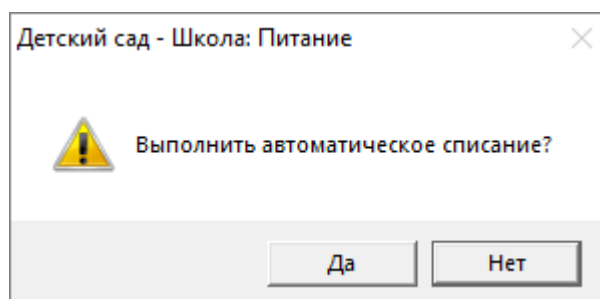 Детский сад - Школа: Питание
Выполнить автоматическое списание?
Да
Нет